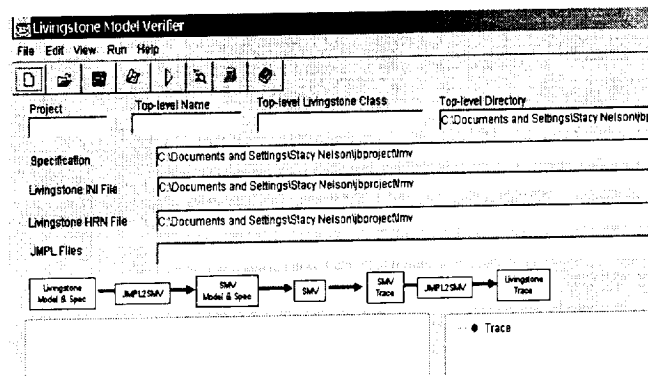 Livingstone Model Verifier
File Edit View Run Help
Project
Top-level Name
Top-level Livingstone Class
Top-level Directory
C:\Documents and Settings\Stacy Nelson\jbp
Specification
C:\Documents and Settings\Stacy Nelson\jbproject\lmv
Livingstone INI File
C:\Documents and Settings\Stacy Nelson\jbproject\lmv
Livingstone HRN File
C:\Documents and Settings\Stacy Nelson\jbproject\lmv
JMPL Files
Livingstone
Model & Spec
JMPL2SMV
SMV
Model & Spec
SMV
SMV
Trace
JMPL2SMV
Livingstone
Trace
Trace